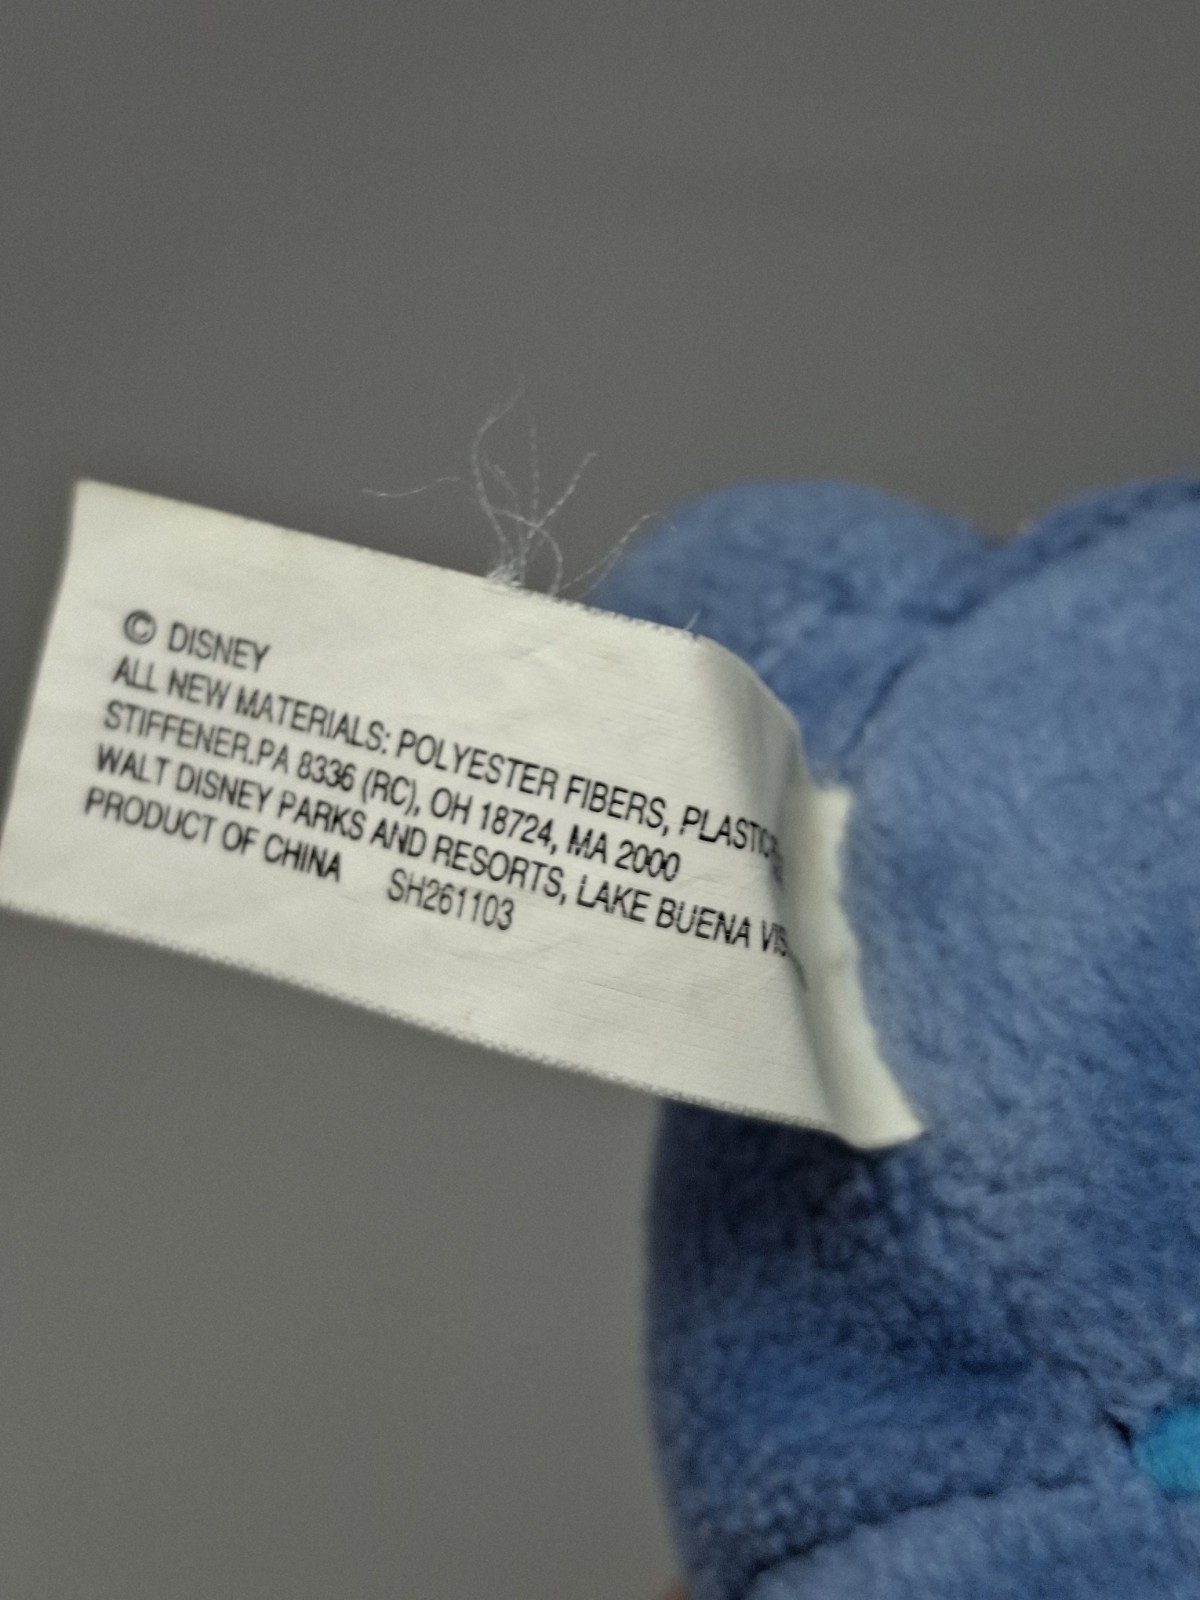 © DISNEY
ALL NEW MATERIALS: POLYESTER FIBERS, PLASTIC
STIFFENER.PA 8336 (RC), OH 18724, MA 2000
WALT DISNEY PARKS AND RESORTS, LAKE BUENA
PRODUCT OF CHINA SH261103